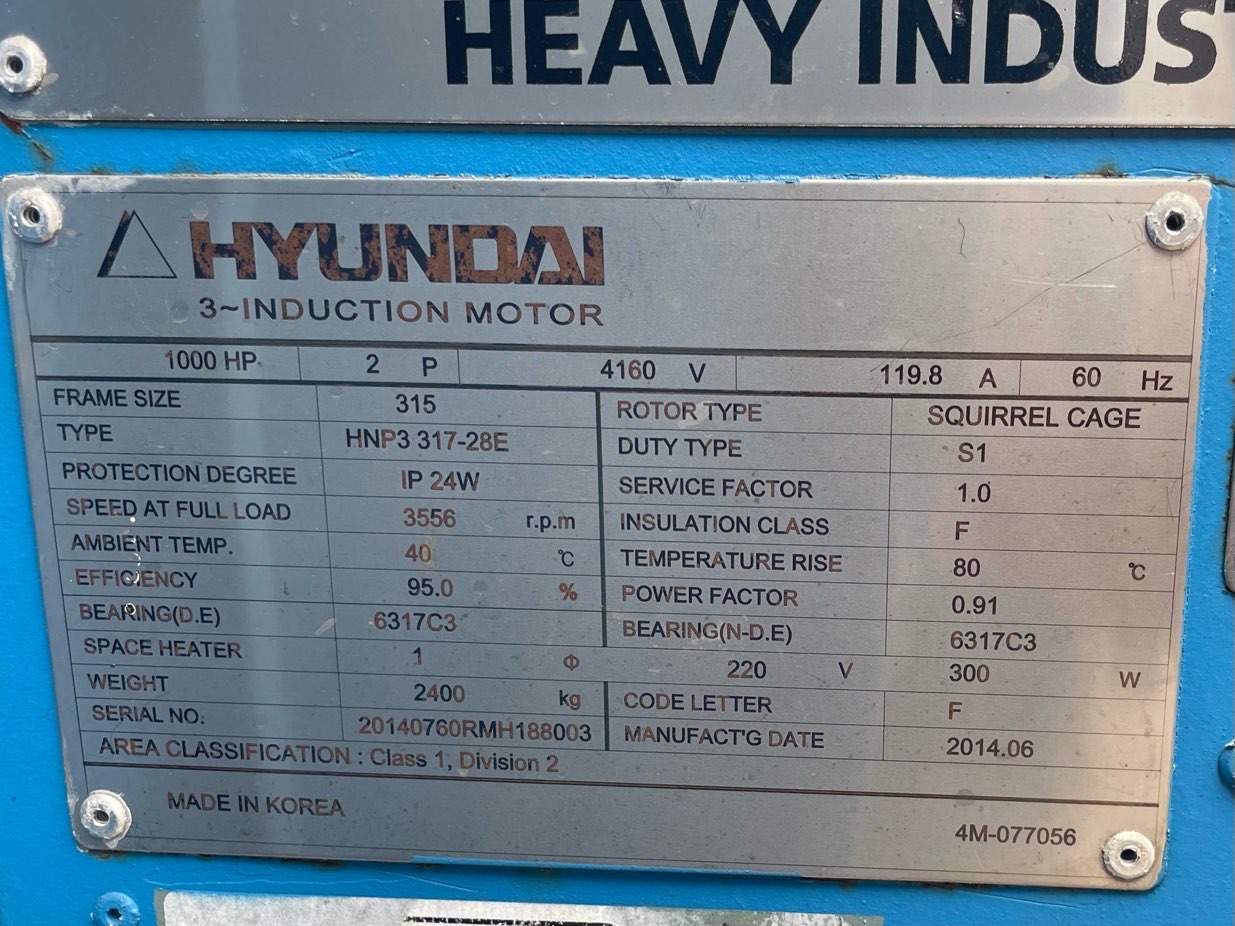 HEAVY INDUST
HYUNDAI
3~INDUCTION MOTOR
1000 HP. 2 P 4160 V 119.8 A 60 Hz
FRAME SIZE 315 ROTOR TYPE SQUIRREL CAGE
TYPE HNP3 317-28E DUTY TYPE S1
PROTECTION DEGREE IP 24W SERVICE FACTOR 1.0
SPEED AT FULL LOAD 3556 r.p.m INSULATION CLASS F
AMBIENT TEMP. 40 ℃ TEMPERATURE RISE 80 ℃
EFFICIENCY 95.0 % POWER FACTOR 0.91
BEARING(D.E) 6317C3 BEARING(N-D.E) 6317C3
SPACE HEATER 1 Φ 220 V 300 W
WEIGHT 2400 kg CODE LETTER F
SERIAL NO. 20140760RMH188003 MANUFACT'G DATE 2014.06
AREA CLASSIFICATION : Class 1, Division 2
MADE IN KOREA
4M-077056